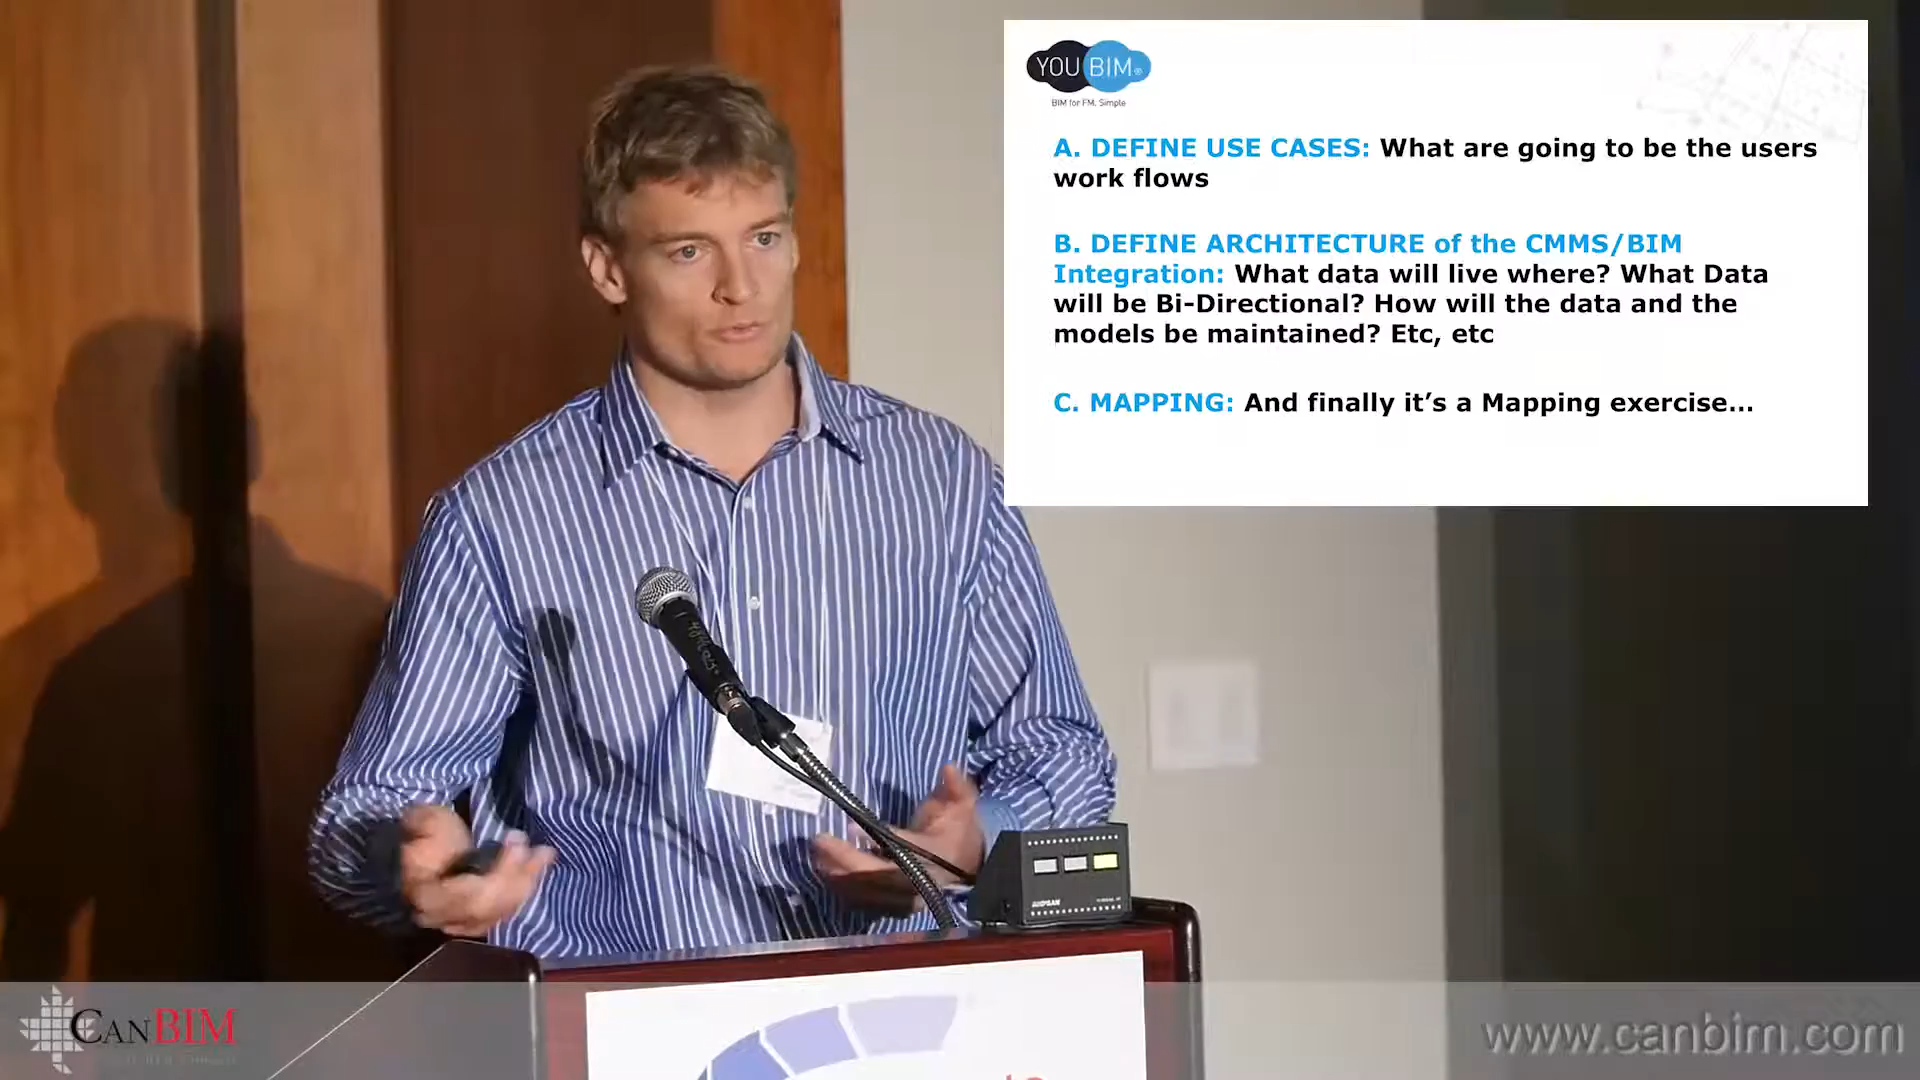 YOU BIM®
BIM for FM. Simple
A. DEFINE USE CASES: What are going to be the users
work flows
B. DEFINE ARCHITECTURE of the CMMS/BIM
Integration: What data will live where? What Data
will be Bi-Directional? How will the data and the
models be maintained? Etc, etc
C. MAPPING: And finally it’s a Mapping exercise...
CANBIM
www.canbim.com